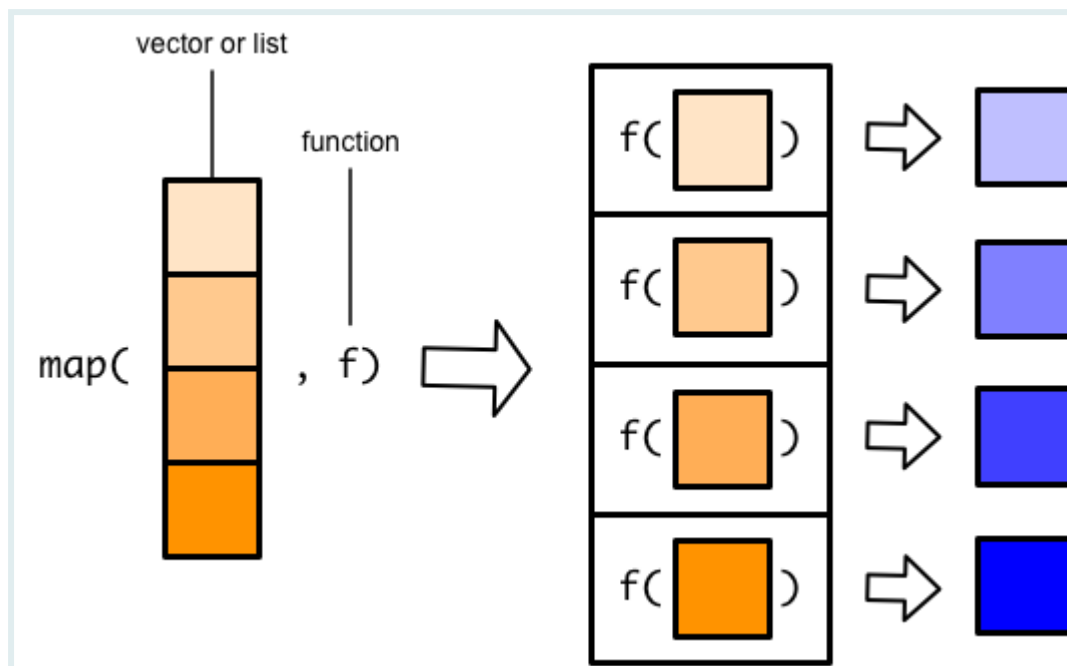 vector or list
function
map( , f)
f( )
f( )
f( )
f( )